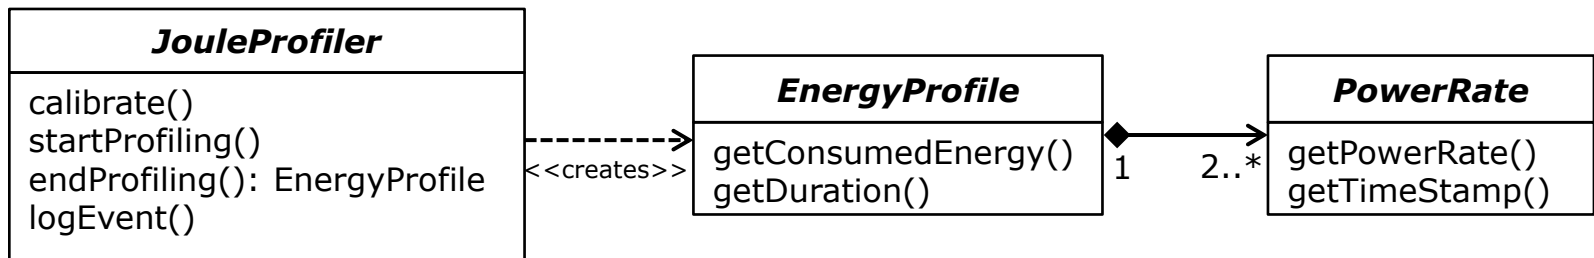 JouleProfiler
calibrate()
startProfiling()
endProfiling(): EnergyProfile
logEvent()
<<creates>>
EnergyProfile
getConsumedEnergy()
getDuration()
1
2..*
PowerRate
getPowerRate()
getTimeStamp()